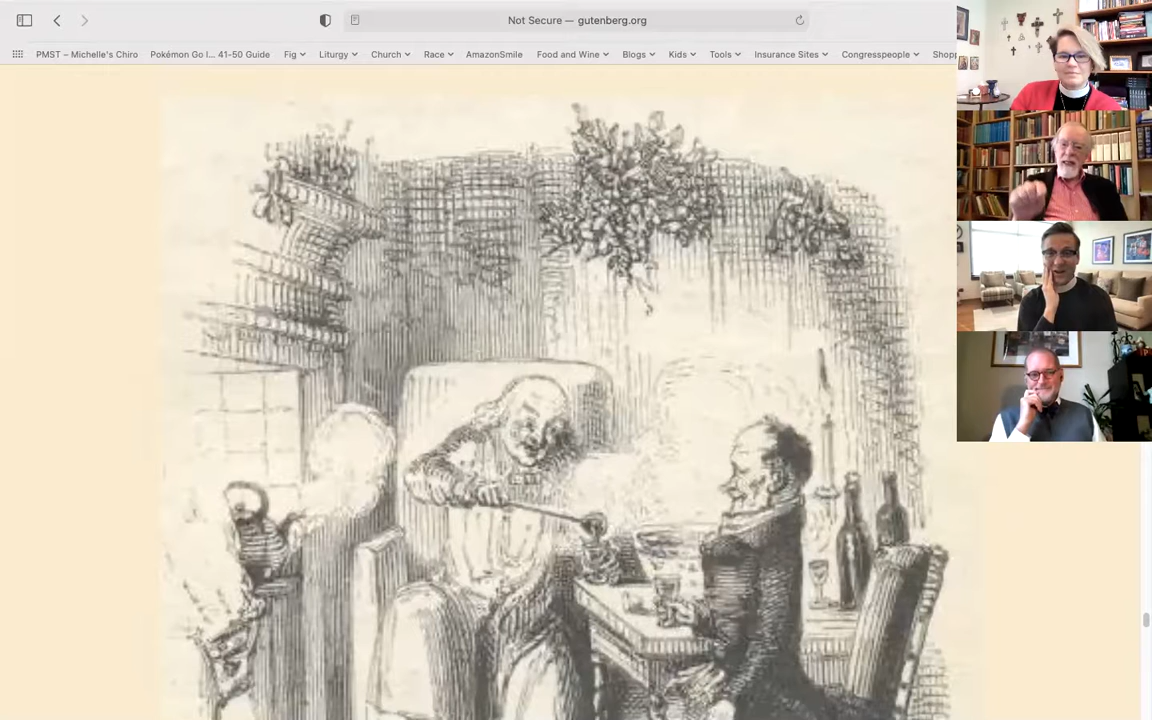 Not Secure — gutenberg.org
PMST – Michelle's Chiro Pokémon Go I... 41-50 Guide Fig Liturgy Church Race AmazonSmile Food and Wine Blogs Kids Tools Insurance Sites Congresspeople Shop